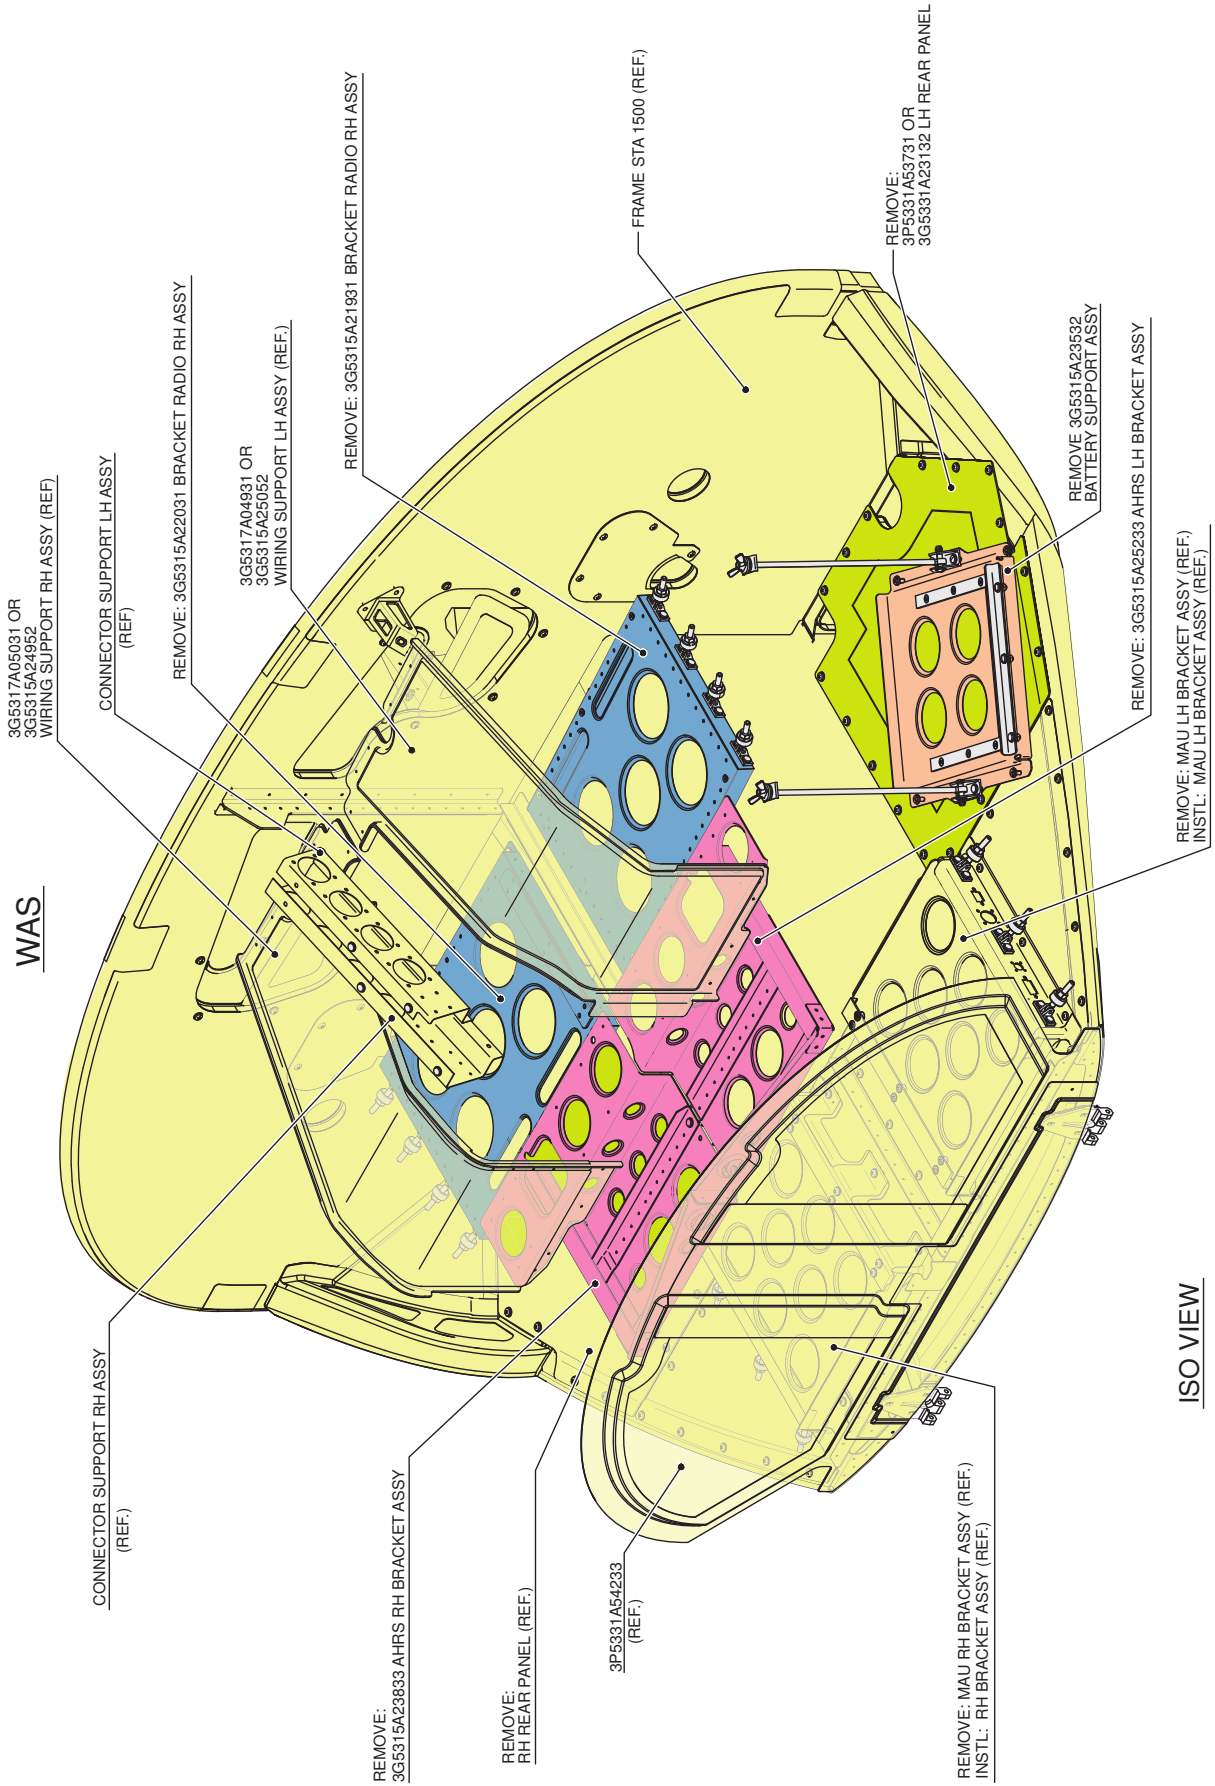 WAS
3G5317A05031 OR
3G5315A24952
WIRING SUPPORT RH ASSY (REF)
CONNECTOR SUPPORT LH ASSY
(REF)
REMOVE: 3G5315A22031 BRACKET RADIO RH ASSY
3G5317A04931 OR
3G5315A25052
WIRING SUPPORT LH ASSY (REF.)
REMOVE: 3G5315A21931 BRACKET RADIO RH ASSY
FRAME STA 1500 (REF.)
REMOVE:
3P5331A53731 OR
3G5331A23132 LH REAR PANEL
REMOVE 3G5315A23532
BATTERY SUPPORT ASSY
REMOVE: 3G5315A25233 AHRS LH BRACKET ASSY
REMOVE: MAU LH BRACKET ASSY (REF.)
INSTL: MAU LH BRACKET ASSY (REF.)
CONNECTOR SUPPORT RH ASSY
(REF.)
REMOVE:
3G5315A23833 AHRS RH BRACKET ASSY
REMOVE:
RH REAR PANEL (REF.)
3P5331A54233
(REF.)
REMOVE: MAU RH BRACKET ASSY (REF.)
INSTL: RH BRACKET ASSY (REF.)
ISO VIEW